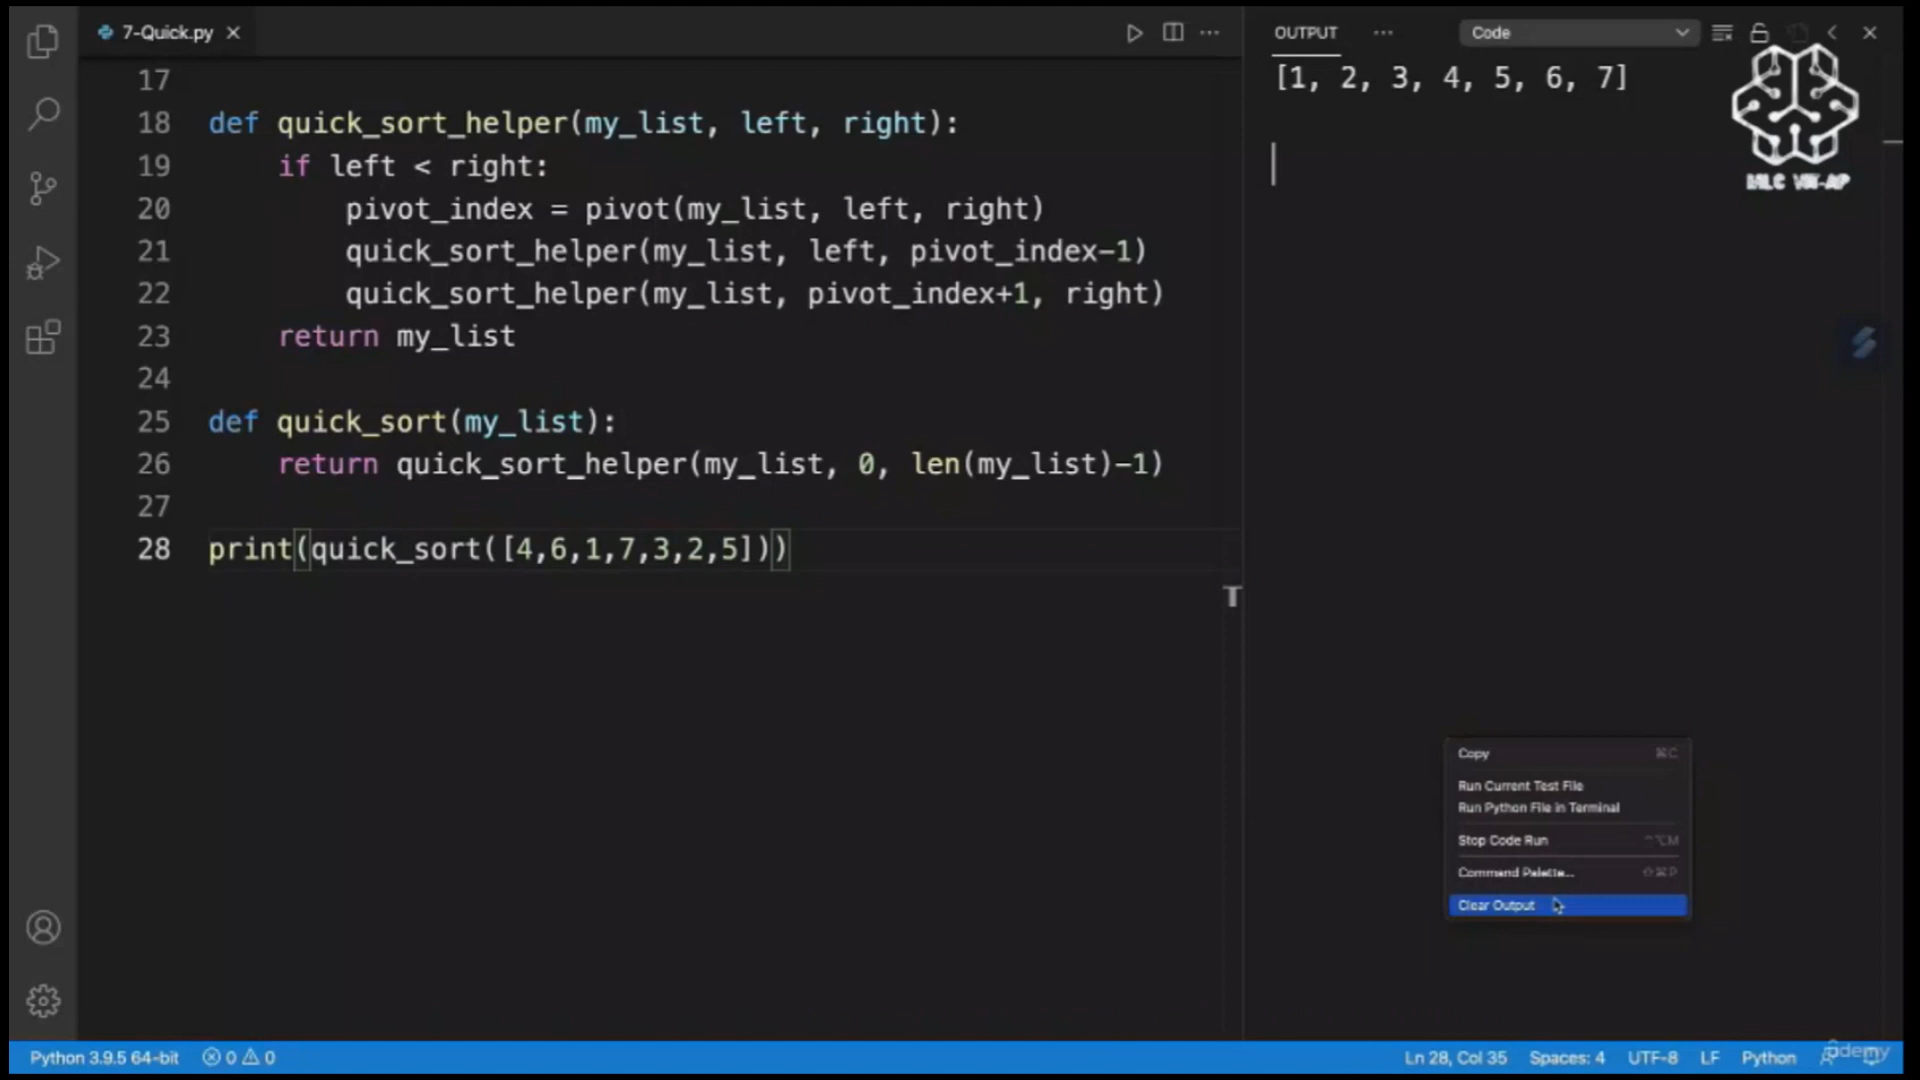 7-Quick.py
OUTPUT
Code
[1, 2, 3, 4, 5, 6, 7]
MLC VIT-AP
17
18 def quick_sort_helper(my_list, left, right):
19     if left < right:
20         pivot_index = pivot(my_list, left, right)
21         quick_sort_helper(my_list, left, pivot_index-1)
22         quick_sort_helper(my_list, pivot_index+1, right)
23     return my_list
24
25 def quick_sort(my_list):
26     return quick_sort_helper(my_list, 0, len(my_list)-1)
27
28 print(quick_sort([4,6,1,7,3,2,5]))
T
Copy ⌘C
Run Current Test File
Run Python File in Terminal
Stop Code Run ⌃⌥M
Command Palette... ⇧⌘P
Clear Output
Python 3.9.5 64-bit 0 0 Ln 28, Col 35 Spaces: 4 UTF-8 LF Python
ûdemy